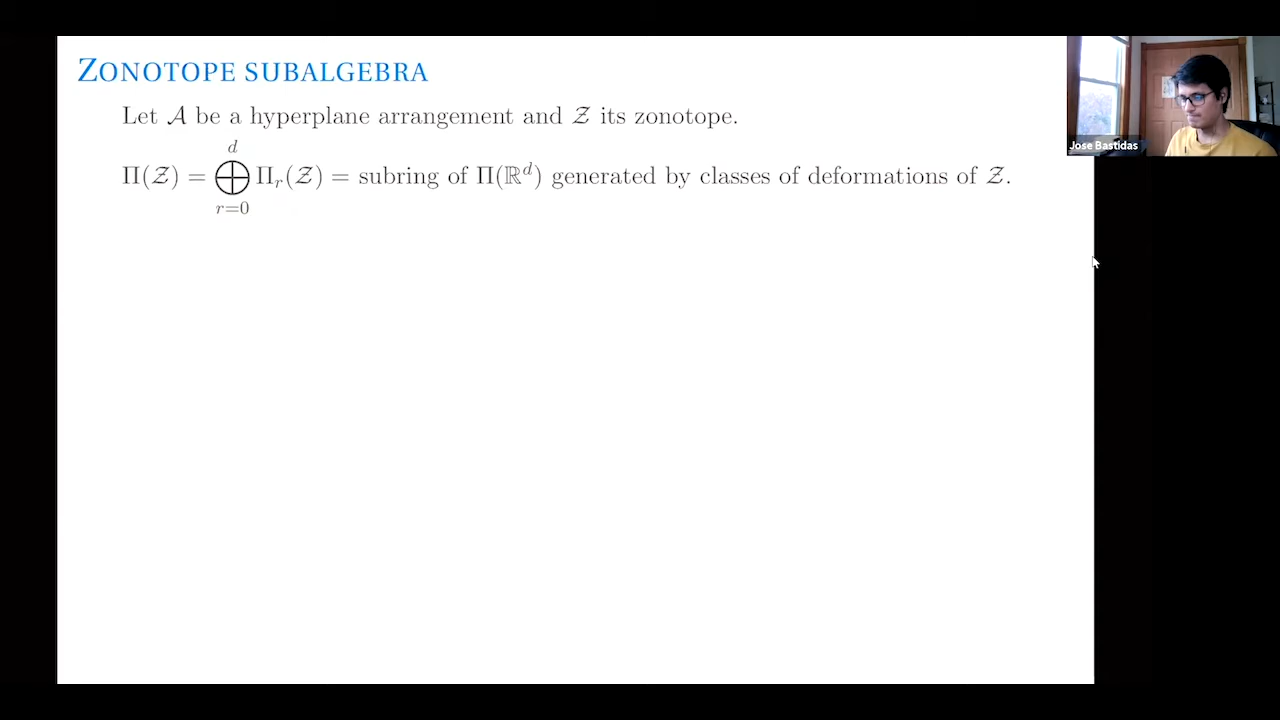 ZONOTOPE SUBALGEBRA
Let 𝒜 be a hyperplane arrangement and 𝒵 its zonotope.
Π(𝒵) = ⨁_{r=0}^{d} Π_r(𝒵) = subring of Π(ℝ^d) generated by classes of deformations of 𝒵.
Jose Bastidas